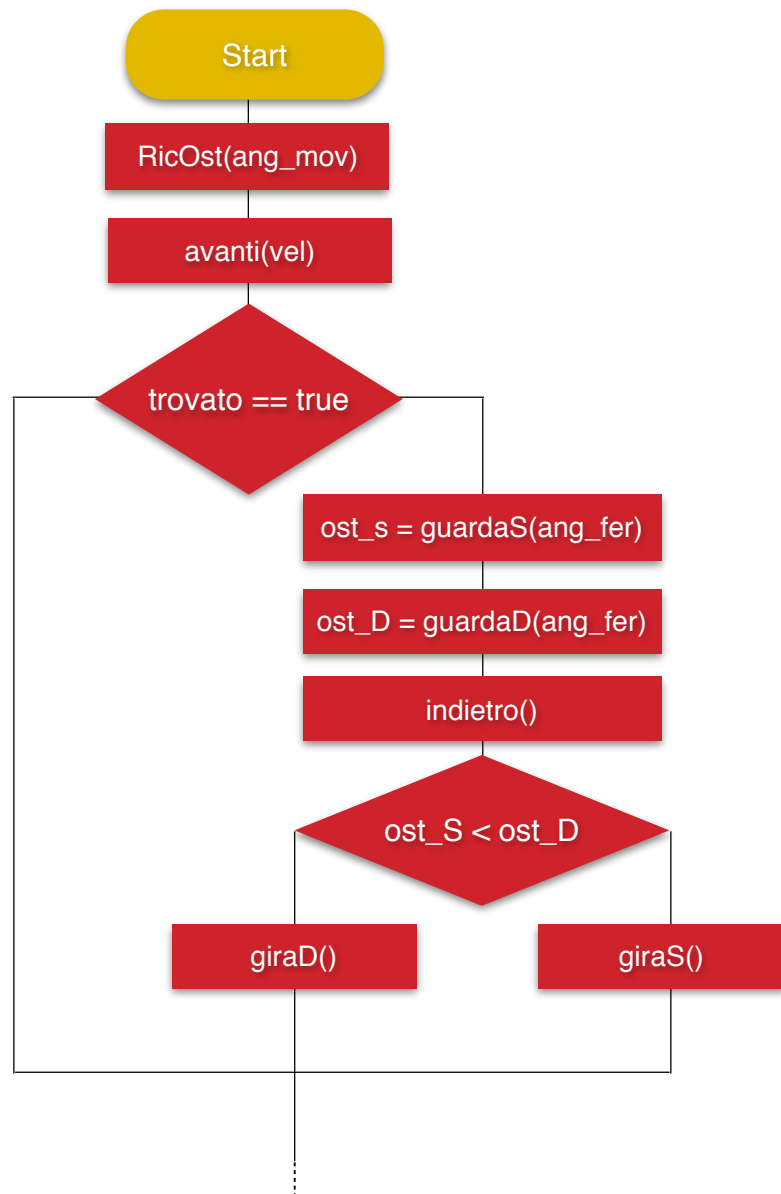 Start
RicOst(ang_mov)
avanti(vel)
trovato == true
ost_s = guardaS(ang_fer)
ost_D = guardaD(ang_fer)
indietro()
ost_S < ost_D
giraD()
giraS()